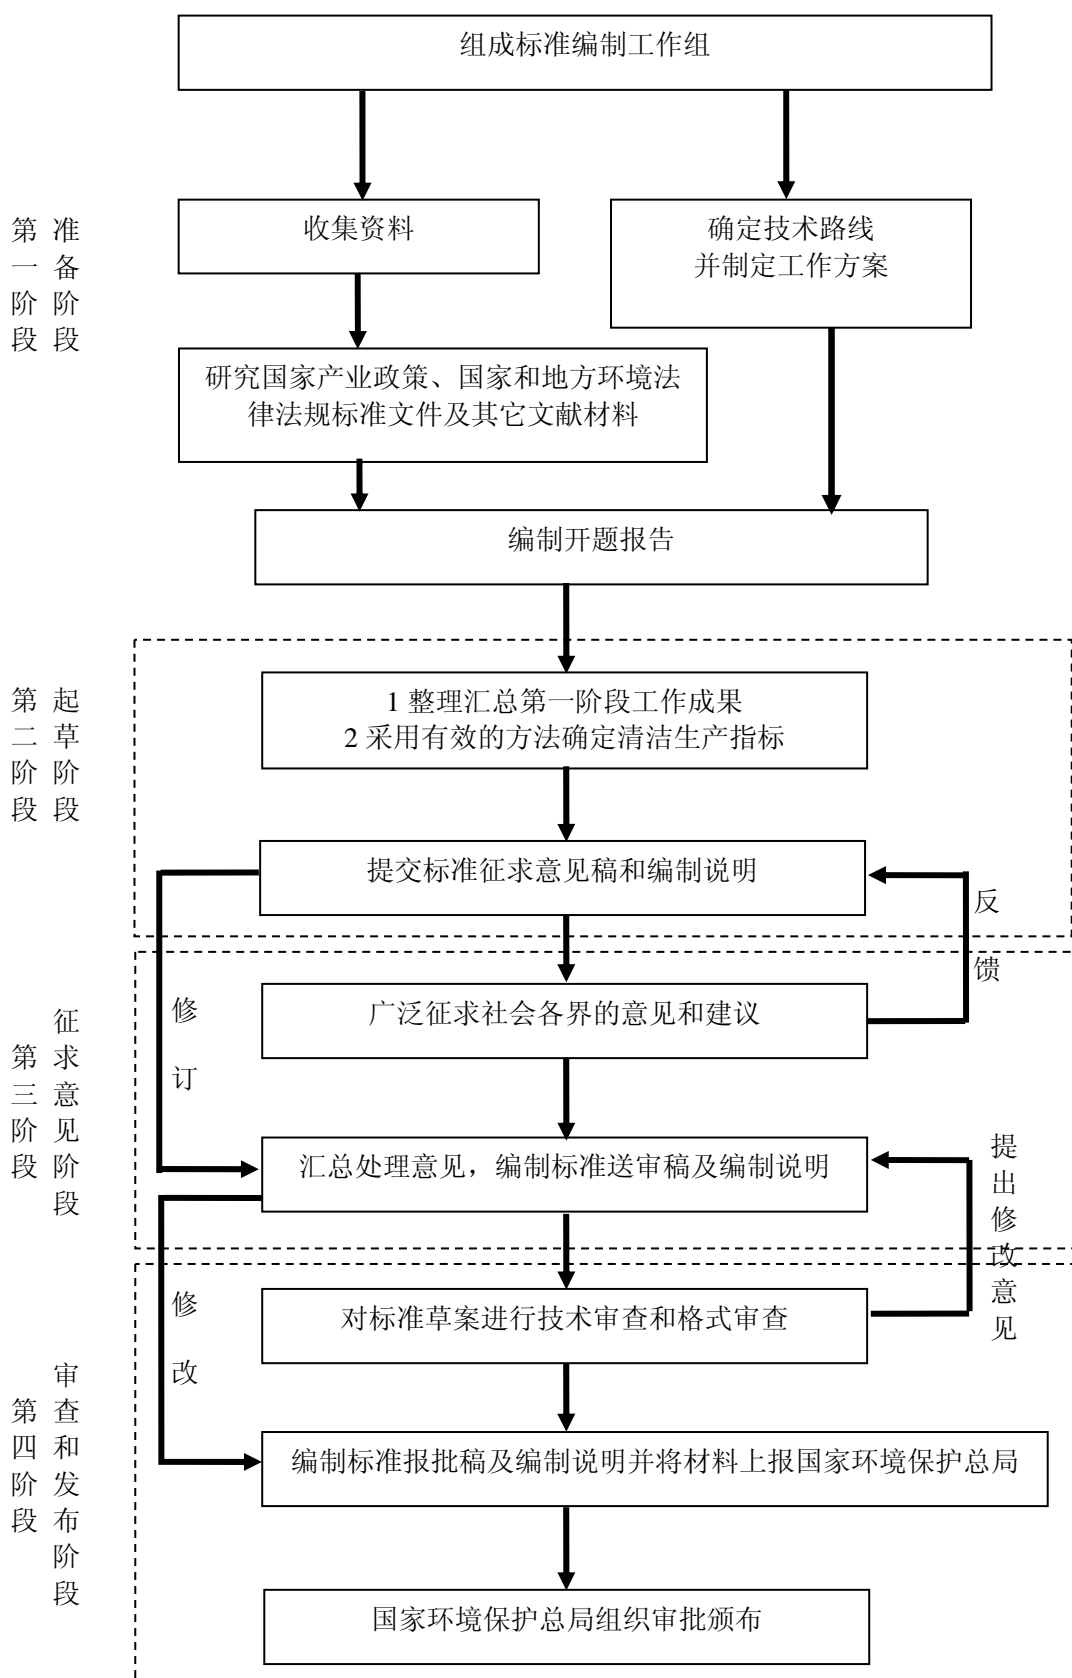 组成标准编制工作组
第一阶段
准备阶段
收集资料
确定技术路线
并制定工作方案
研究国家产业政策、国家和地方环境法
律法规标准文件及其它文献材料
编制开题报告
第二阶段
起草阶段
1 整理汇总第一阶段工作成果
2 采用有效的方法确定清洁生产指标
提交标准征求意见稿和编制说明
反馈
第三阶段
征求意见阶段
修订
广泛征求社会各界的意见和建议
汇总处理意见，编制标准送审稿及编制说明
提出修改意见
第四阶段
审查和发布阶段
修改
对标准草案进行技术审查和格式审查
编制标准报批稿及编制说明并将材料上报国家环境保护总局
国家环境保护总局组织审批颁布